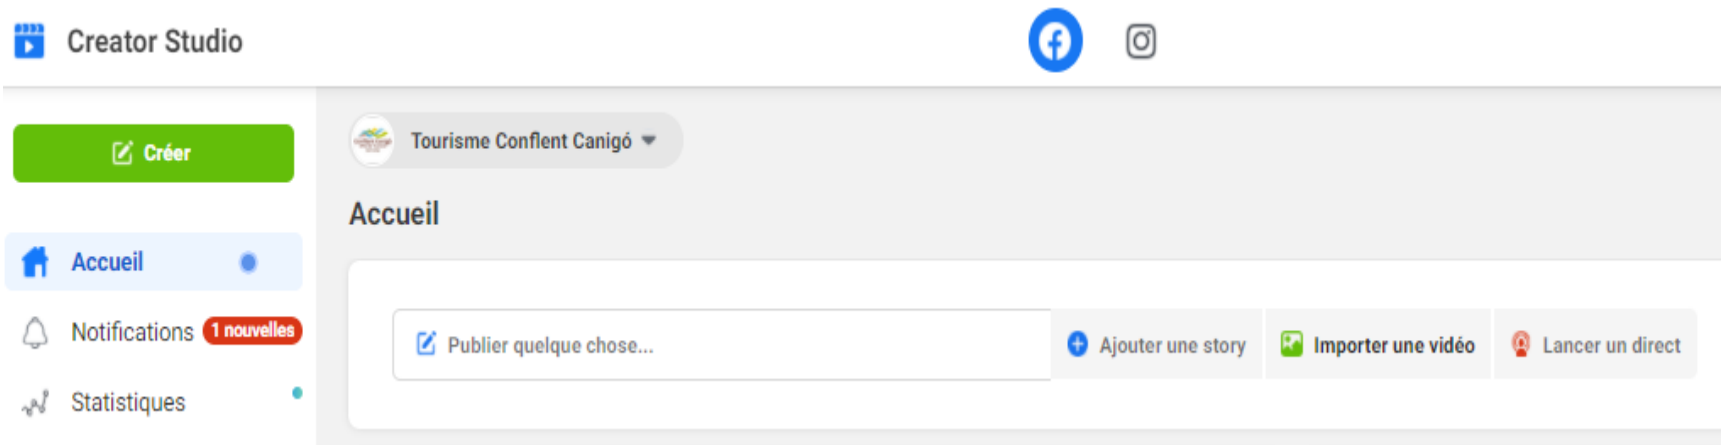 Creator Studio
Créer
Tourisme Conflent Canigó
Accueil
Accueil
Notifications 1 nouvelles
Publier quelque chose...
Ajouter une story
Importer une vidéo
Lancer un direct
Statistiques